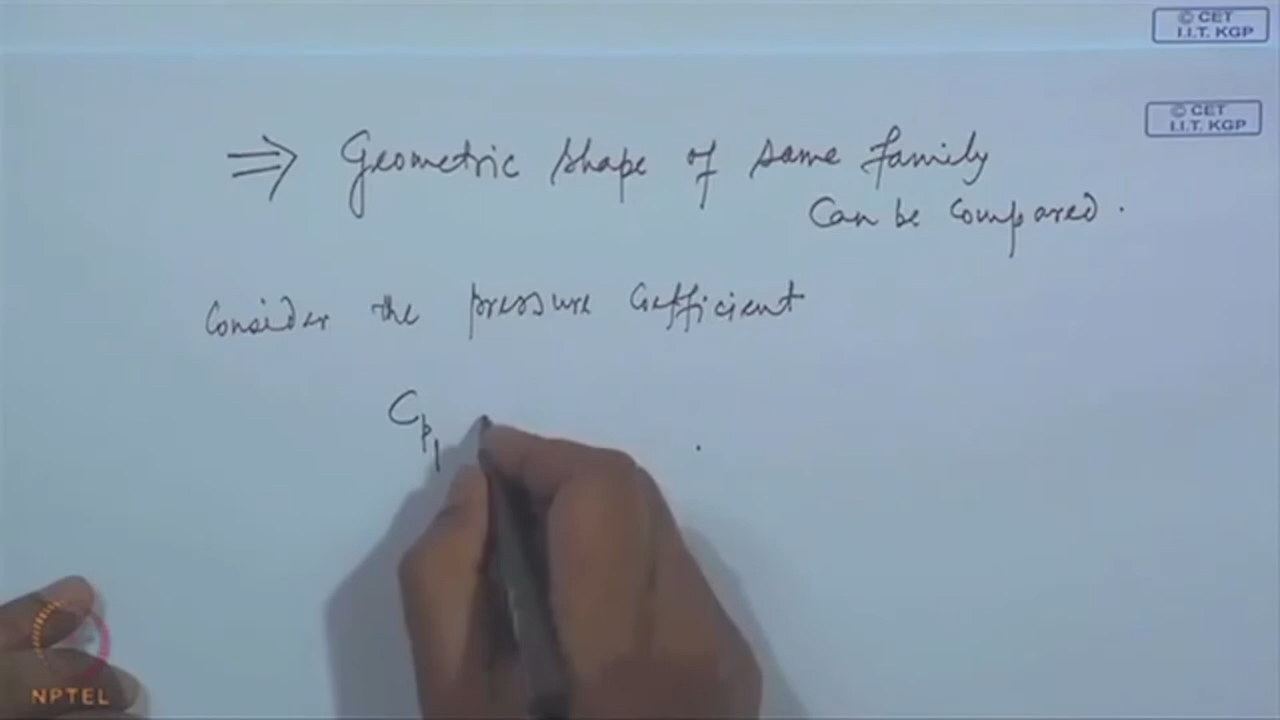 © CET
I.I.T. KGP
© CET
I.I.T. KGP
⇒ Geometric shape of same family
Can be Compared.
Consider the pressure Coefficient
Cp1
NPTEL